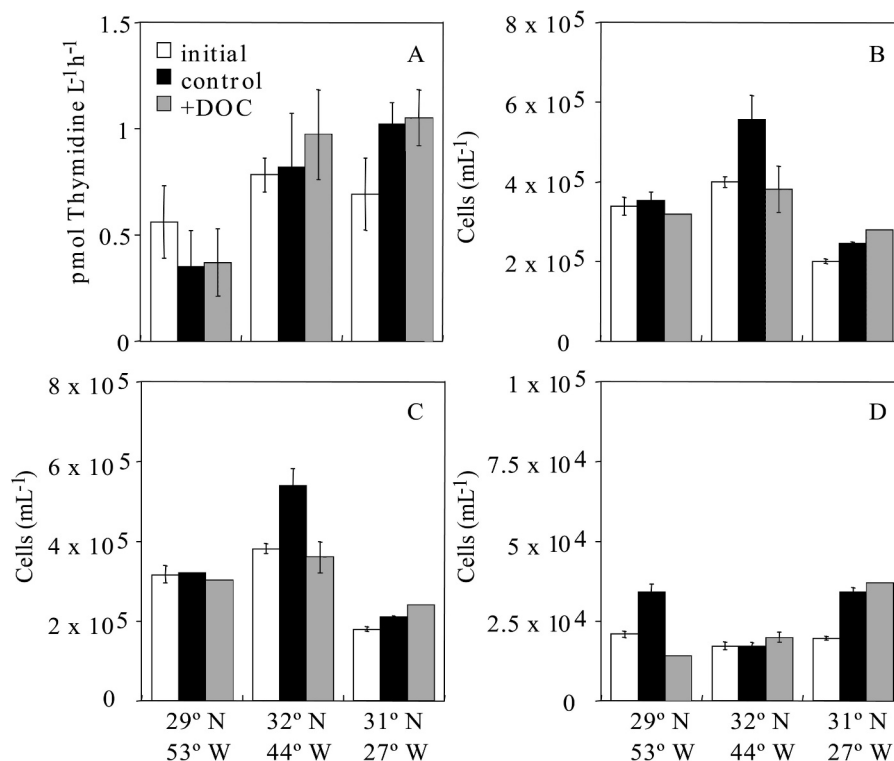 1.5
A
initial
control
+DOC
1
0.5
0
pmol Thymidine L⁻¹h⁻¹
8 x 10⁵
B
6 x 10⁵
4 x 10⁵
2 x 10⁵
0
Cells (mL⁻¹)
8 x 10⁵
C
6 x 10⁵
4 x 10⁵
2 x 10⁵
0
Cells (mL⁻¹)
29º N 32º N 31º N
53º W 44º W 27º W
1 x 10⁵
D
7.5 x 10⁴
5 x 10⁴
2.5 x 10⁴
0
Cells (mL⁻¹)
29º N 32º N 31º N
53º W 44º W 27º W